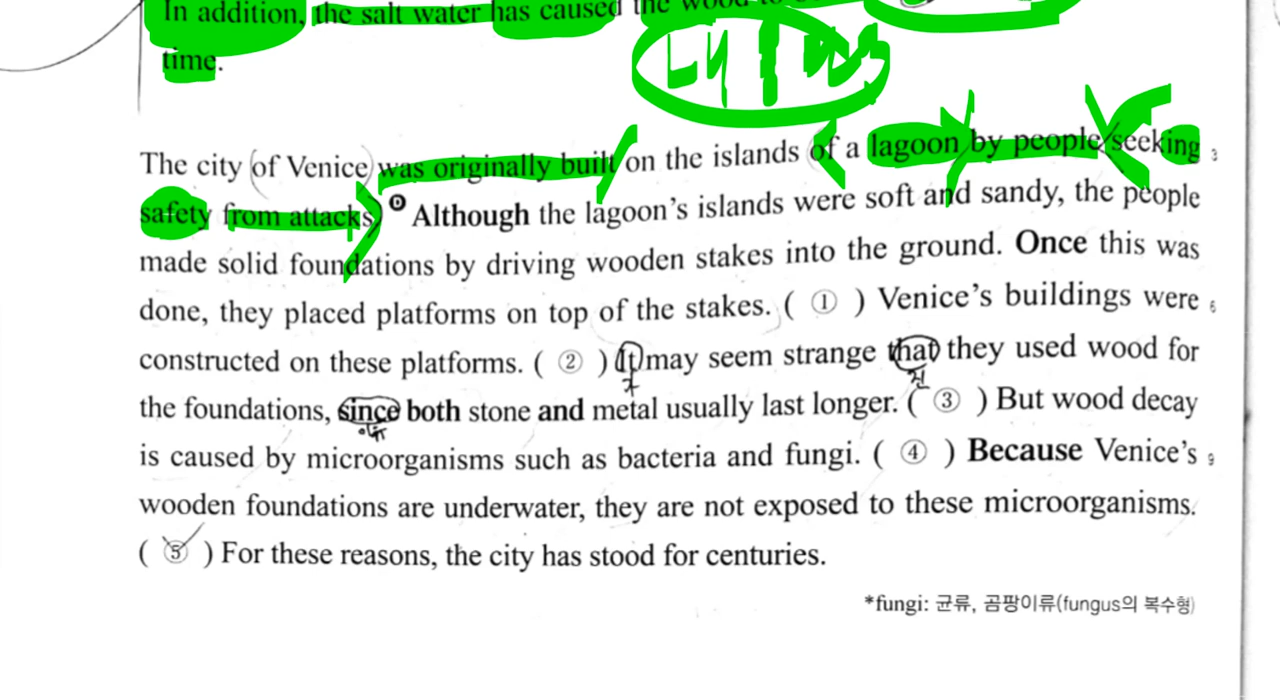 In addition, the salt water has caused the wood
time.
The city of Venice was originally built on the islands of a lagoon by people seeking 3
safety from attacks. ❶ Although the lagoon's islands were soft and sandy, the people
made solid foundations by driving wooden stakes into the ground. Once this was
done, they placed platforms on top of the stakes. ( ① ) Venice's buildings were 6
constructed on these platforms. ( ② ) It may seem strange that they used wood for
the foundations, since both stone and metal usually last longer. ( ③ ) But wood decay
is caused by microorganisms such as bacteria and fungi. ( ④ ) Because Venice's 9
wooden foundations are underwater, they are not exposed to these microorganisms.
( ⑤ ) For these reasons, the city has stood for centuries.
*fungi: 균류, 곰팡이류(fungus의 복수형)